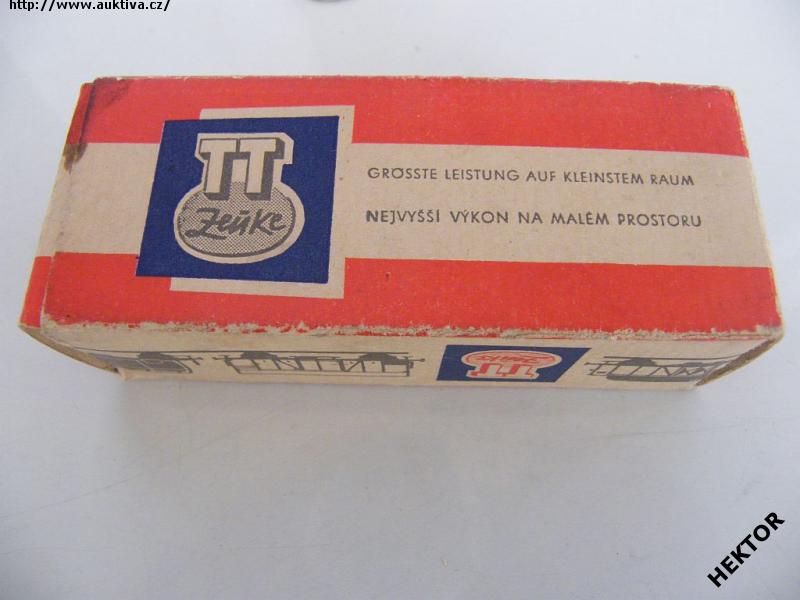 http://www.auktiva.cz/
TT
Zeuke
GRÖSSTE LEISTUNG AUF KLEINSTEM RAUM
NEJVYŠŠÍ VÝKON NA MALÉM PROSTORU
TT
Zeuke
HEKTOR